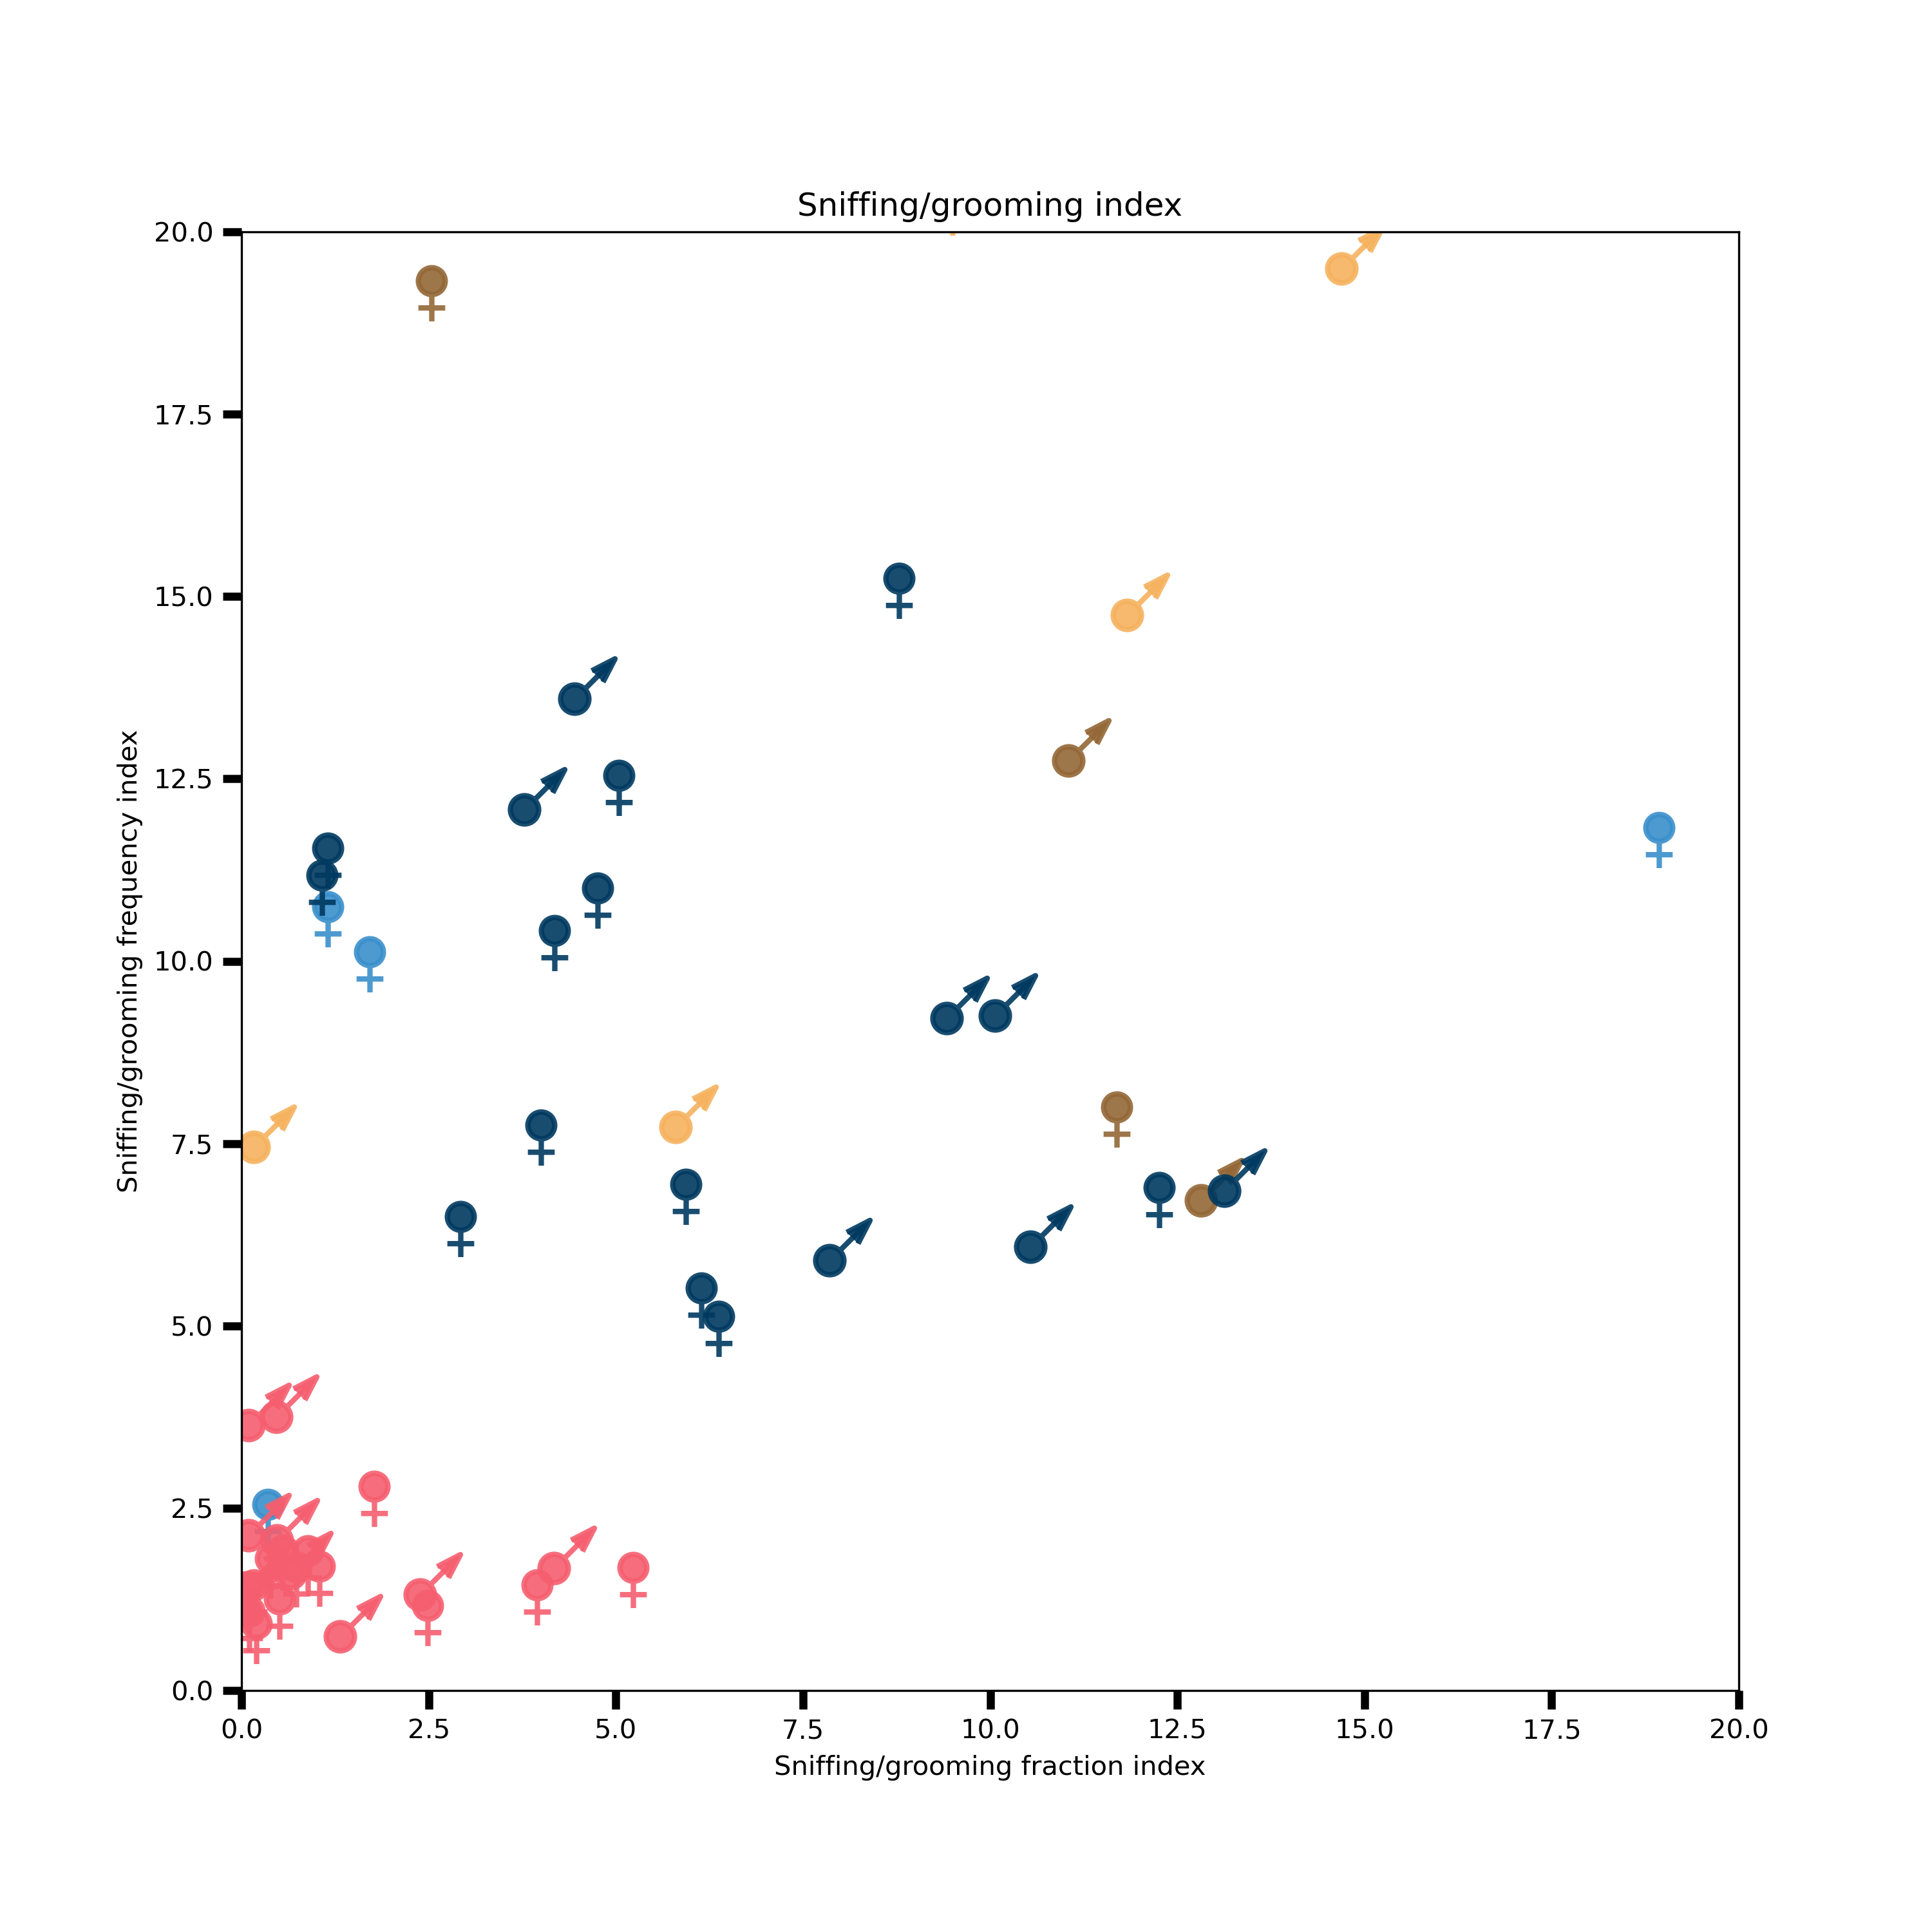 Sniffing/grooming index
20.0
17.5
15.0
12.5
10.0
7.5
5.0
2.5
0.0
Sniffing/grooming frequency index
0.0 2.5 5.0 7.5 10.0 12.5 15.0 17.5 20.0
Sniffing/grooming fraction index